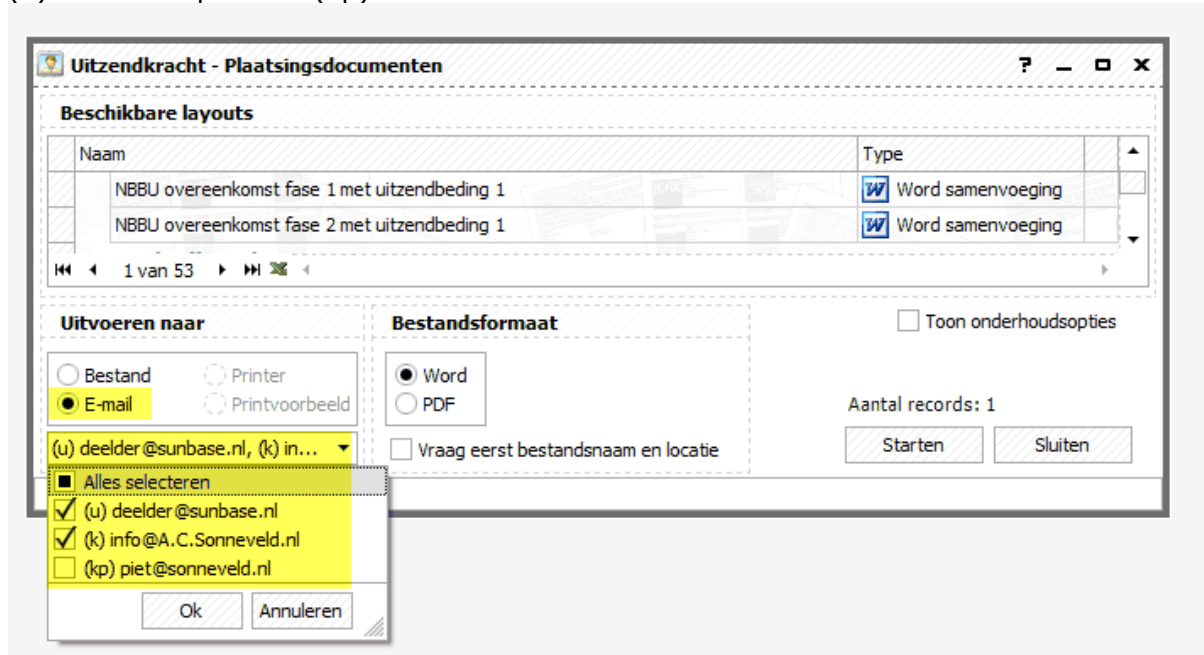 Uitzendkracht - Plaatsingsdocumenten
Beschikbare layouts
Naam Type
NBBU overeenkomst fase 1 met uitzendbeding 1 Word samenvoeging
NBBU overeenkomst fase 2 met uitzendbeding 1 Word samenvoeging
1 van 53
Uitvoeren naar Bestandsformaat Toon onderhoudsopties
Bestand Printer Word
E-mail Printvoorbeeld PDF Aantal records: 1
(u) deelder@sunbase.nl, (k) in... Vraag eerst bestandsnaam en locatie Starten Sluiten
Alles selecteren
(u) deelder@sunbase.nl
(k) info@A.C.Sonneveld.nl
(kp) piet@sonneveld.nl
Ok Annuleren